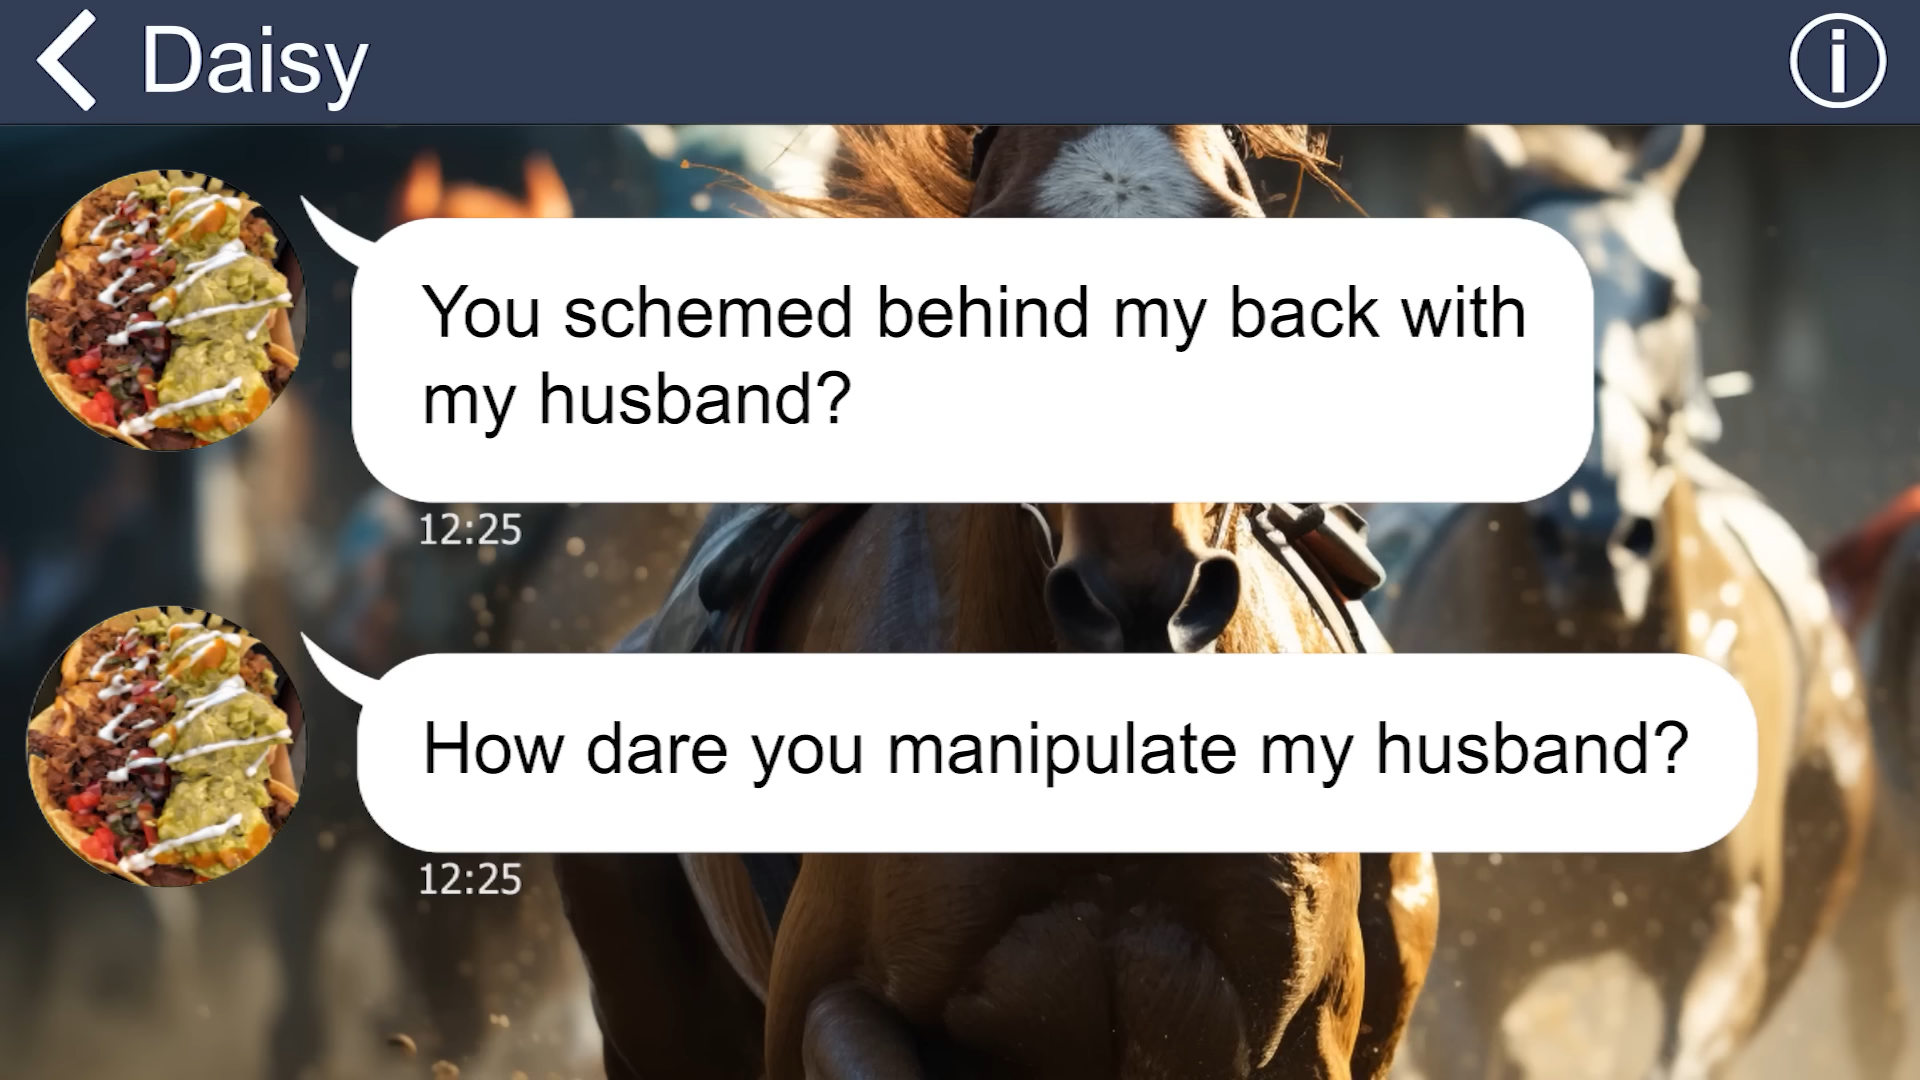 Daisy
You schemed behind my back with
my husband?
12:25
How dare you manipulate my husband?
12:25